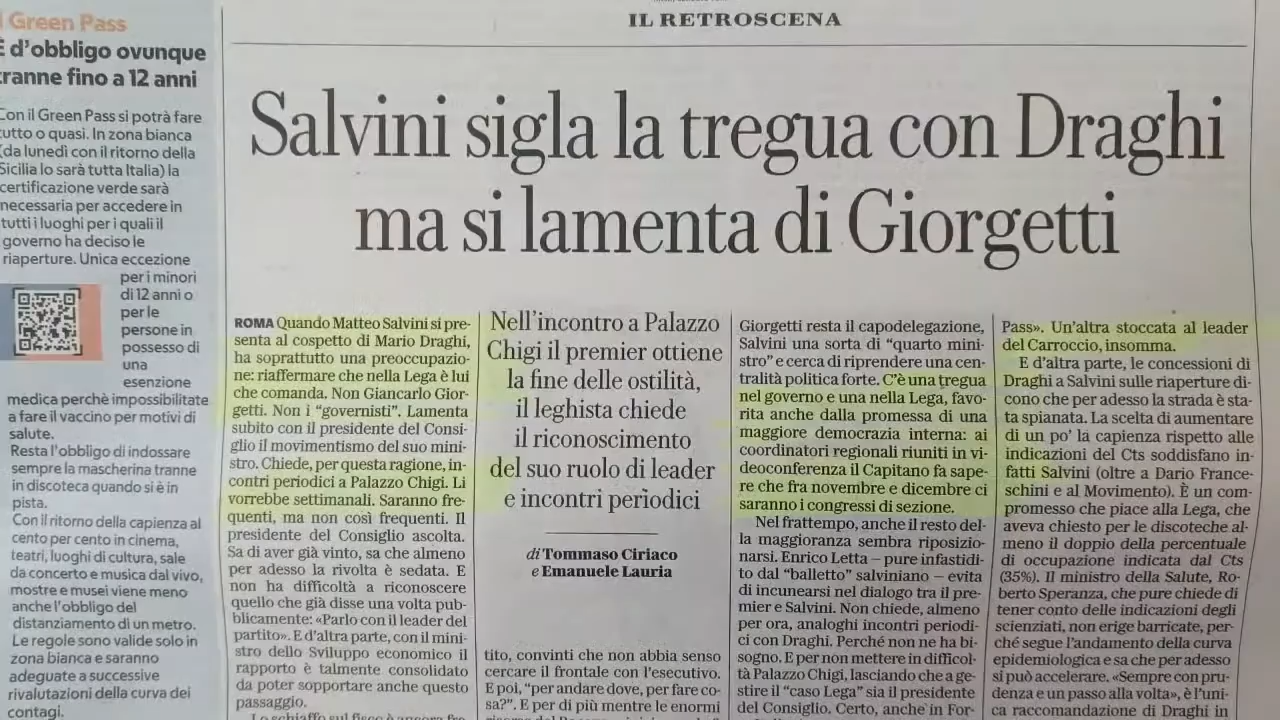 IL RETROSCENA
Salvini sigla la tregua con Draghi
ma si lamenta di Giorgetti
l Green Pass
È d'obbligo ovunque
tranne fino a 12 anni
Con il Green Pass si potrà fare
tutto o quasi. In zona bianca
(da lunedì con il ritorno della
Sicilia lo sarà tutta Italia) la
certificazione verde sarà
necessaria per accedere in
tutti i luoghi per i quali il
governo ha deciso le
riaperture. Unica eccezione
per i minori
di 12 anni o
per le
persone in
possesso di
una
esenzione
medica perchè impossibilitate
a fare il vaccino per motivi di
salute.
Resta l'obbligo di indossare
sempre la mascherina tranne
in discoteca quando si è in
pista.
Con il ritorno della capienza al
cento per cento in cinema,
teatri, luoghi di cultura, sale
da concerto e musica dal vivo,
mostre e musei viene meno
anche l'obbligo del
distanziamento di un metro.
Le regole sono valide solo in
zona bianca e saranno
adeguate a successive
rivalutazioni della curva dei
contagi.
ROMA Quando Matteo Salvini si pre-
senta al cospetto di Mario Draghi,
ha soprattutto una preoccupazio-
ne: riaffermare che nella Lega è lui
che comanda. Non Giancarlo Gior-
getti. Non i “governisti”. Lamenta
subito con il presidente del Consi-
glio il movimentismo del suo mini-
stro. Chiede, per questa ragione, in-
contri periodici a Palazzo Chigi. Li
vorrebbe settimanali. Saranno fre-
quenti, ma non così frequenti. Il
presidente del Consiglio ascolta.
Sa di aver già vinto, sa che almeno
per adesso la rivolta è sedata. E
non ha difficoltà a riconoscere
quello che già disse una volta pub-
blicamente: «Parlo con il leader del
partito». E d'altra parte, con il mini-
stro dello Sviluppo economico il
rapporto è talmente consolidato
da poter sopportare anche questo
passaggio.
Lo schiaffo sul fisco è ancora fre-
Nell'incontro a Palazzo
Chigi il premier ottiene
la fine delle ostilità,
il leghista chiede
il riconoscimento
del suo ruolo di leader
e incontri periodici
di Tommaso Ciriaco
e Emanuele Lauria
tito, convinti che non abbia senso
cercare il frontale con l'esecutivo.
E poi, “per andare dove, per fare co-
sa?”. E per di più mentre le enormi
Giorgetti resta il capodelegazione,
Salvini una sorta di “quarto mini-
stro” e cerca di riprendere una cen-
tralità politica forte. C'è una tregua
nel governo e una nella Lega, favo-
rita anche dalla promessa di una
maggiore democrazia interna: ai
coordinatori regionali riuniti in vi-
deoconferenza il Capitano fa sape-
re che fra novembre e dicembre ci
saranno i congressi di sezione.
Nel frattempo, anche il resto del-
la maggioranza sembra riposizio-
narsi. Enrico Letta – pure infastidi-
to dal “balletto” salviniano – evita
di incunearsi nel dialogo tra il pre-
mier e Salvini. Non chiede, almeno
per ora, analoghi incontri periodi-
ci con Draghi. Perché non ne ha bi-
sogno. E per non mettere in difficol-
tà Palazzo Chigi, lasciando che a ge-
stire il “caso Lega” sia il presidente
del Consiglio. Certo, anche in For-
Pass». Un'altra stoccata al leader
del Carroccio, insomma.
E d'altra parte, le concessioni di
Draghi a Salvini sulle riaperture di-
cono che per adesso la strada è sta-
ta spianata. La scelta di aumentare
di un po' la capienza rispetto alle
indicazioni del Cts soddisfano in-
fatti Salvini (oltre a Dario France-
schini e al Movimento). È un com-
promesso che piace alla Lega, che
aveva chiesto per le discoteche al-
meno il doppio della percentuale
di occupazione indicata dal Cts
(35%). Il ministro della Salute, Ro-
berto Speranza, che pure chiede di
tener conto delle indicazioni degli
scienziati, non erige barricate, per-
ché segue l'andamento della curva
epidemiologica e sa che per adesso
si può accelerare. «Sempre con pru-
denza e un passo alla volta», è l'uni-
ca raccomandazione di Draghi in